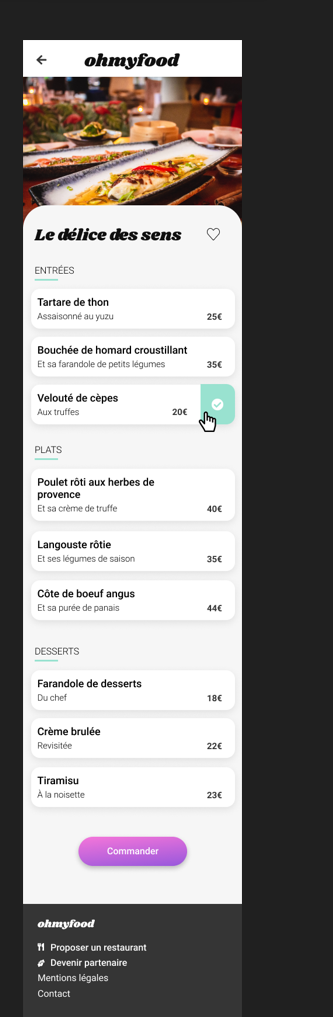 ohmyfood
Le délice des sens
ENTRÉES
Tartare de thon
Assaisonné au yuzu 25€
Bouchée de homard croustillant
Et sa farandole de petits légumes 35€
Velouté de cèpes
Aux truffes 20€
PLATS
Poulet rôti aux herbes de
provence
Et sa crème de truffe 40€
Langouste rôtie
Et ses légumes de saison 35€
Côte de boeuf angus
Et sa purée de panais 44€
DESSERTS
Farandole de desserts
Du chef 18€
Crème brulée
Revisitée 22€
Tiramisu
À la noisette 23€
Commander
ohmyfood
Proposer un restaurant
Devenir partenaire
Mentions légales
Contact